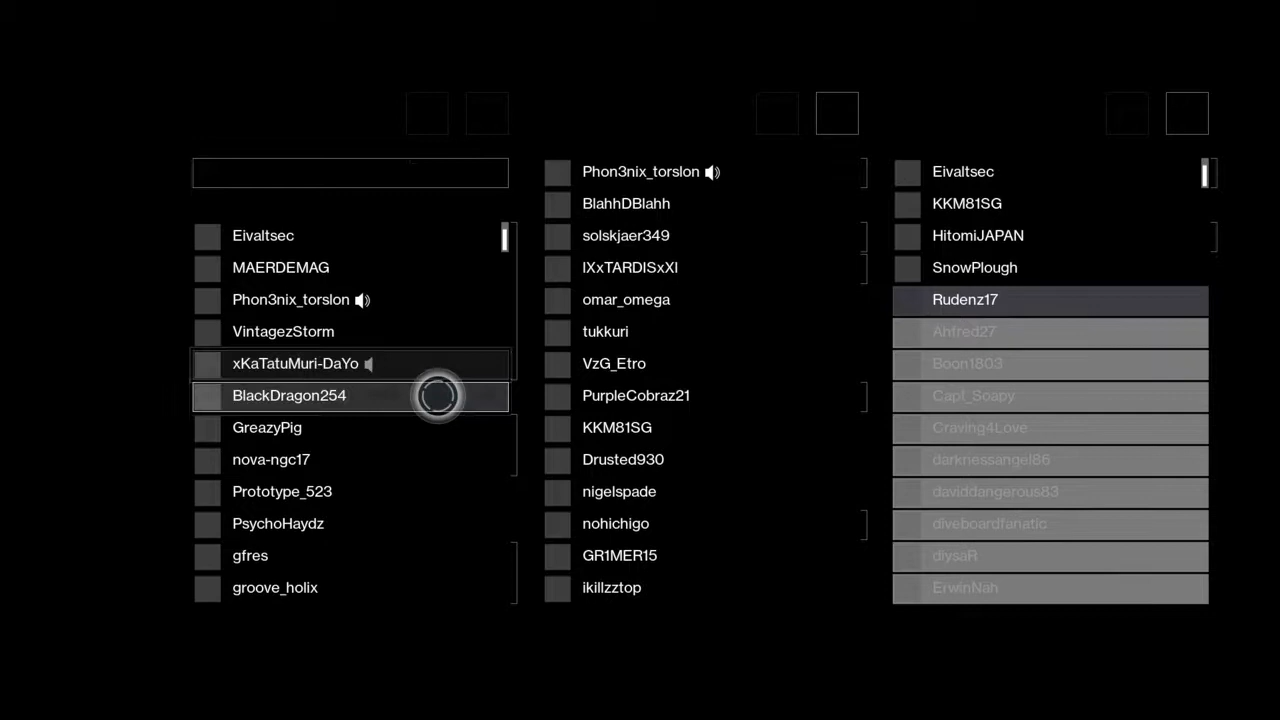 Eivaltsec
MAERDEMAG
Phon3nix_torslon
VintagezStorm
xKaTatuMuri-DaYo
BlackDragon254
GreazyPig
nova-ngc17
Prototype_523
PsychoHaydz
gfres
groove_holix
Phon3nix_torslon
BlahhDBlahh
solskjaer349
IXxTARDISxXI
omar_omega
tukkuri
VzG_Etro
PurpleCobraz21
KKM81SG
Drusted930
nigelspade
nohichigo
GR1MER15
ikillzztop
Eivaltsec
KKM81SG
HitomiJAPAN
SnowPlough
Rudenz17
Ahfred27
Boon1803
Capt_Soapy
Craving4Love
darknessangel86
daviddangerous83
diveboardfanatic
diysaR
ErwinNah